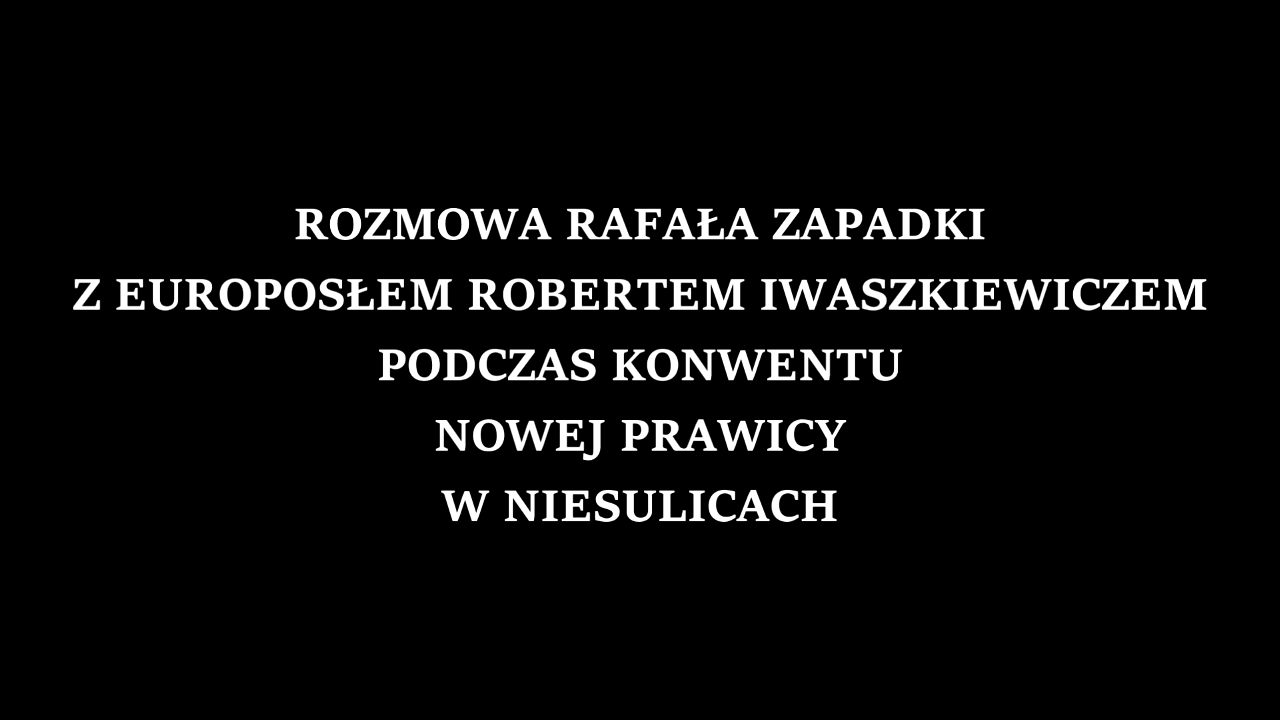 ROZMOWA RAFAŁA ZAPADKI
Z EUROPOSŁEM ROBERTEM IWASZKIEWICZEM
PODCZAS KONWENTU
NOWEJ PRAWICY
W NIESULICACH